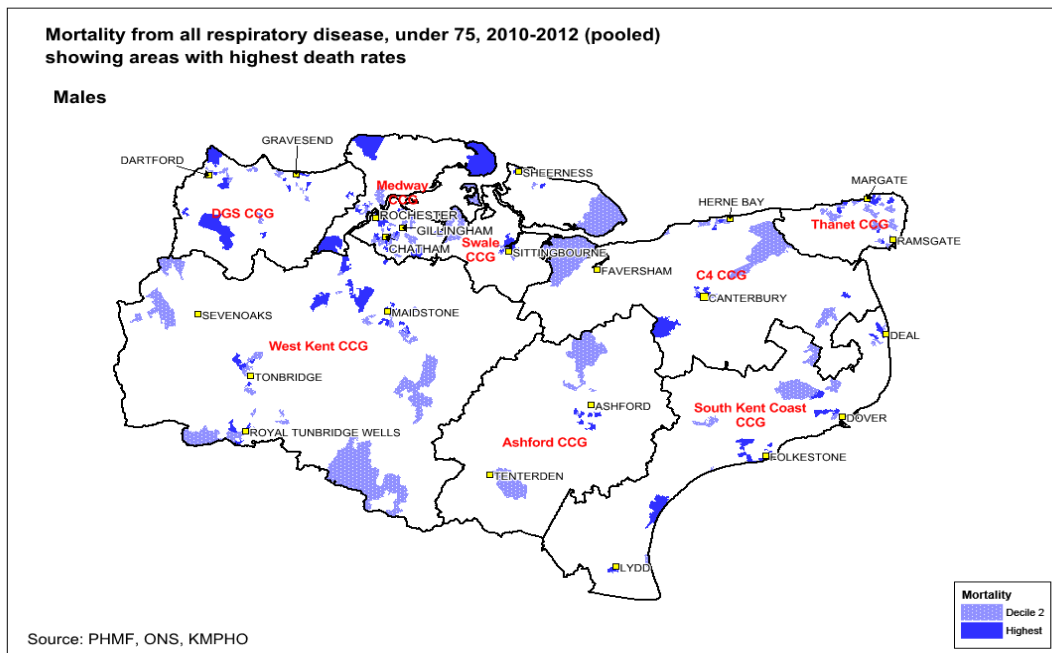 Mortality from all respiratory disease, under 75, 2010-2012 (pooled)
showing areas with highest death rates
Males
GRAVESEND
DARTFORD
SHEERNESS
MARGATE
Medway
CCG
HERNE BAY
DGS CCG
ROCHESTER
Thanet CCG
GILLINGHAM
RAMSGATE
CHATHAM
Swale
CCG
SITTINGBOURNE
FAVERSHAM
C4 CCG
CANTERBURY
SEVENOAKS
MAIDSTONE
DEAL
West Kent CCG
TONBRIDGE
ASHFORD
South Kent Coast
CCG
DOVER
ROYAL TUNBRIDGE WELLS
Ashford CCG
FOLKESTONE
TENTERDEN
LYDD
Mortality
Decile 2
Highest
Source: PHMF, ONS, KMPHO